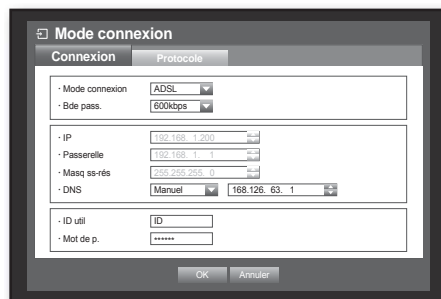 Mode connexion
Connexion Protocole
· Mode connexion ADSL
· Bde pass. 600kbps
· IP 192.168. 1.200
· Passerelle 192.168. 1. 1
· Masq ss-rés 255.255.255. 0
· DNS Manuel 168.126. 63. 1
· ID util ID
· Mot de p. ******
OK Annuler